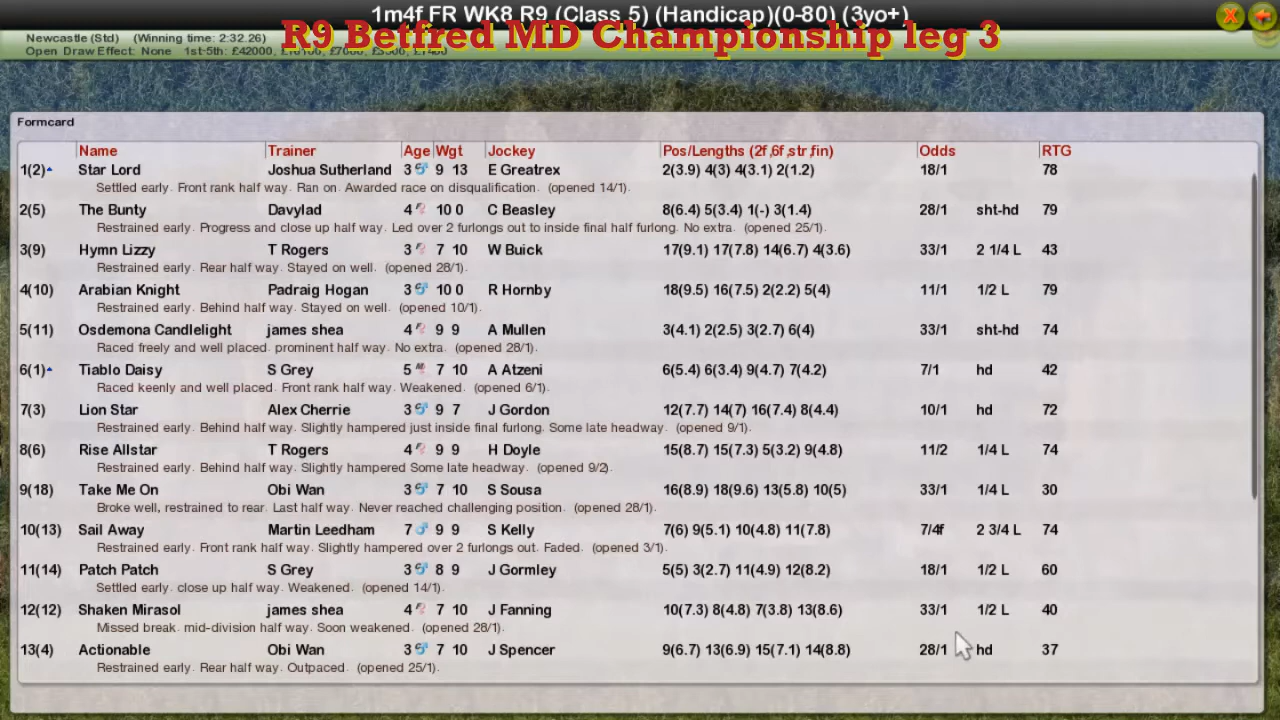 1m4f FR WK8 R9 (Class 5) (Handicap)(0-80) (3yo+)
R9 Betfred MD Championship leg 3
Newcastle (Std) (Winning time: 2:32.26)
Open Draw Effect: None 1st-5th: £42000,
Formcard
Name Trainer Age Wgt Jockey Pos/Lengths (2f,6f,str,fin) Odds RTG
1(2) Star Lord Joshua Sutherland 3 9 13 E Greatrex 2(3.9) 4(3) 4(3.1) 2(1.2) 18/1 78
Settled early. Front rank half way. Ran on. Awarded race on disqualification. (opened 14/1).
2(5) The Bunty Davylad 4 10 0 C Beasley 8(6.4) 5(3.4) 1(-) 3(1.4) 28/1 sht-hd 79
Restrained early. Progress and close up half way. Led over 2 furlongs out to inside final half furlong. No extra. (opened 25/1).
3(9) Hymn Lizzy T Rogers 3 7 10 W Buick 17(9.1) 17(7.8) 14(6.7) 4(3.6) 33/1 2 1/4 L 43
Restrained early. Rear half way. Stayed on well. (opened 28/1).
4(10) Arabian Knight Padraig Hogan 3 10 0 R Hornby 18(9.5) 16(7.5) 2(2.2) 5(4) 11/1 1/2 L 79
Restrained early. Behind half way. Stayed on well. (opened 10/1).
5(11) Osdemona Candlelight james shea 4 9 9 A Mullen 3(4.1) 2(2.5) 3(2.7) 6(4) 33/1 sht-hd 74
Raced freely and well placed. prominent half way. No extra. (opened 28/1).
6(1) Tiablo Daisy S Grey 5 7 10 A Atzeni 6(5.4) 6(3.4) 9(4.7) 7(4.2) 7/1 hd 42
Raced keenly and well placed. Front rank half way. Weakened. (opened 6/1).
7(3) Lion Star Alex Cherrie 3 9 7 J Gordon 12(7.7) 14(7) 16(7.4) 8(4.4) 10/1 hd 72
Restrained early. Behind half way. Slightly hampered just inside final furlong. Some late headway. (opened 9/1).
8(6) Rise Allstar T Rogers 4 9 9 H Doyle 15(8.7) 15(7.3) 5(3.2) 9(4.8) 11/2 1/4 L 74
Restrained early. Behind half way. Slightly hampered Some late headway. (opened 9/2).
9(18) Take Me On Obi Wan 3 7 10 S Sousa 16(8.9) 18(9.6) 13(5.8) 10(5) 33/1 1/4 L 30
Broke well, restrained to rear. Last half way. Never reached challenging position. (opened 28/1).
10(13) Sail Away Martin Leedham 7 9 9 S Kelly 7(6) 9(5.1) 10(4.8) 11(7.8) 7/4f 2 3/4 L 74
Restrained early. Front rank half way. Slightly hampered over 2 furlongs out. Faded. (opened 3/1).
11(14) Patch Patch S Grey 3 8 9 J Gormley 5(5) 3(2.7) 11(4.9) 12(8.2) 18/1 1/2 L 60
Settled early. close up half way. Weakened. (opened 14/1).
12(12) Shaken Mirasol james shea 4 7 10 J Fanning 10(7.3) 8(4.8) 7(3.8) 13(8.6) 33/1 1/2 L 40
Missed break. mid-division half way. Soon weakened. (opened 28/1).
13(4) Actionable Obi Wan 3 7 10 J Spencer 9(6.7) 13(6.9) 15(7.1) 14(8.8) 28/1 hd 37
Restrained early. Rear half way. Outpaced. (opened 25/1).